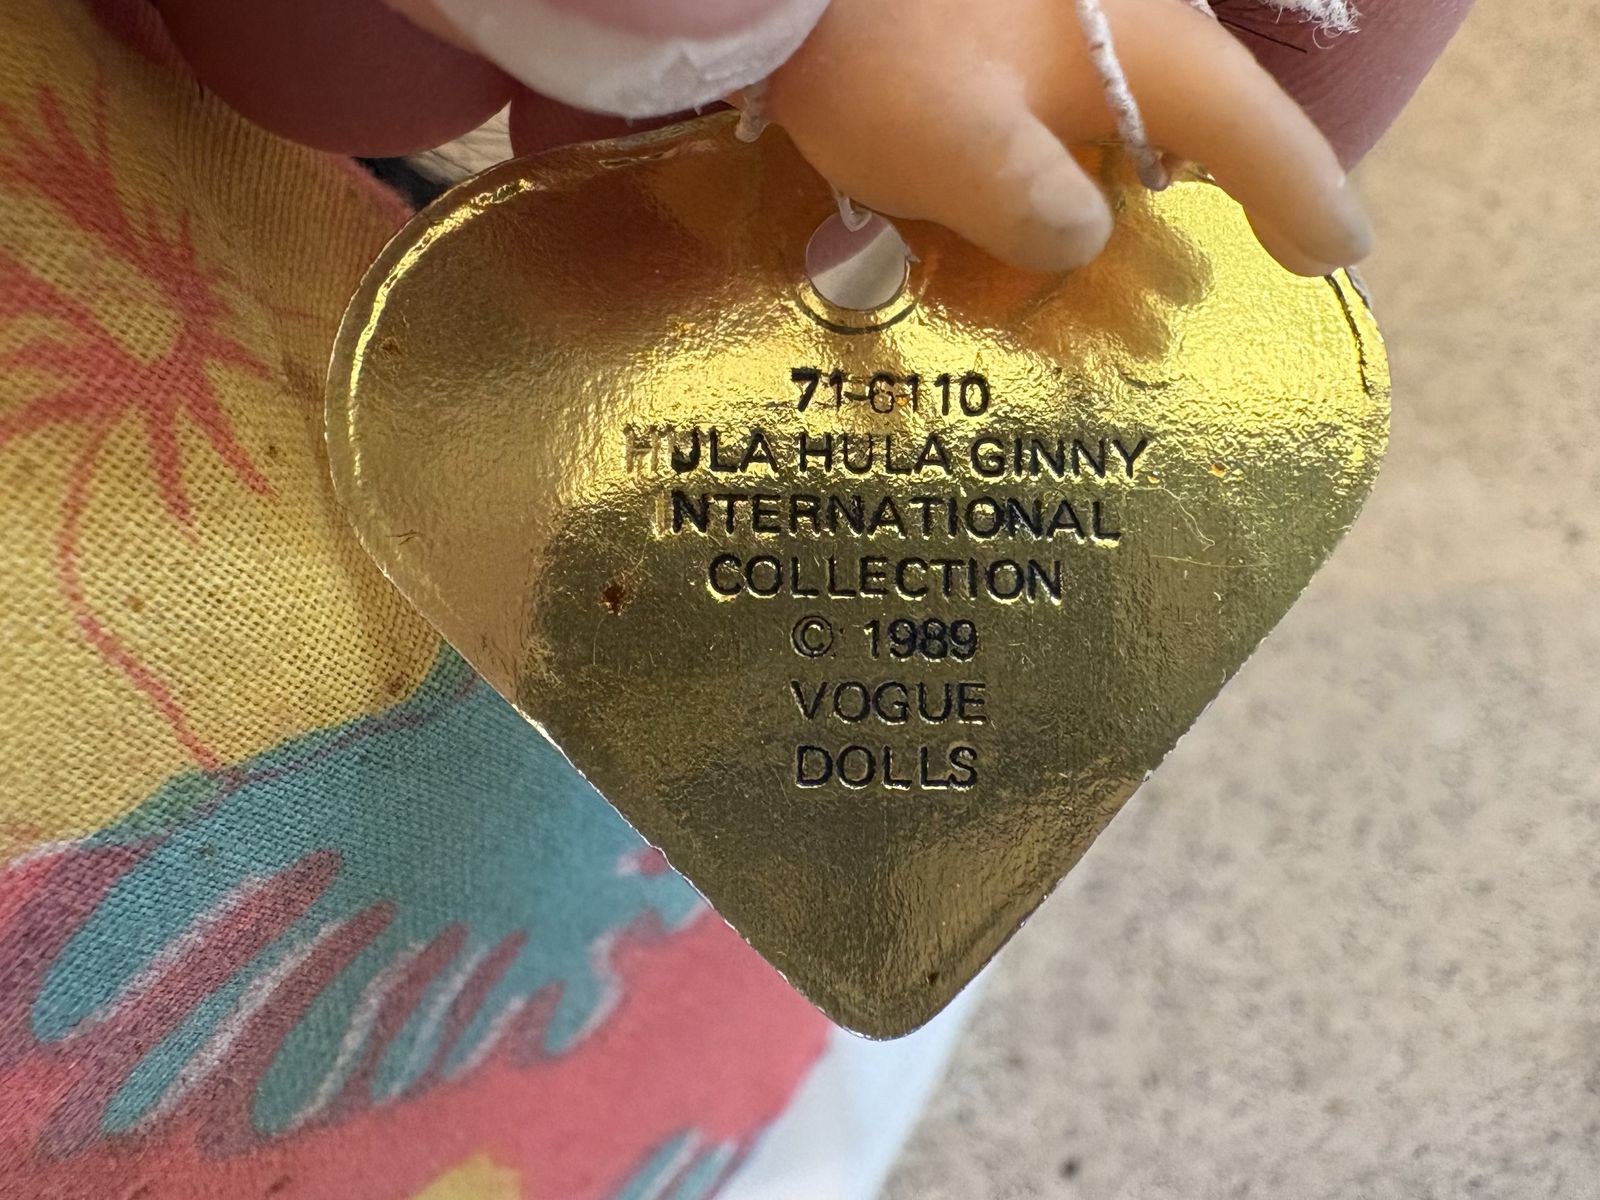 71-6110
HULA HULA GINNY
INTERNATIONAL
COLLECTION
© 1989
VOGUE
DOLLS